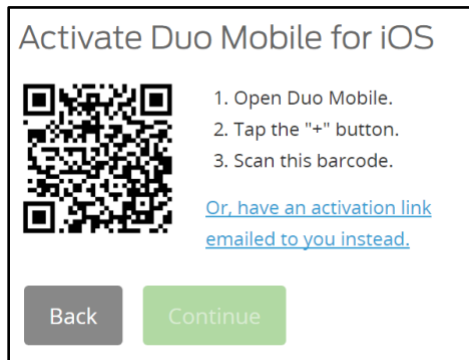 Activate Duo Mobile for iOS
1. Open Duo Mobile.
2. Tap the "+" button.
3. Scan this barcode.
Or, have an activation link
emailed to you instead.
Back
Continue